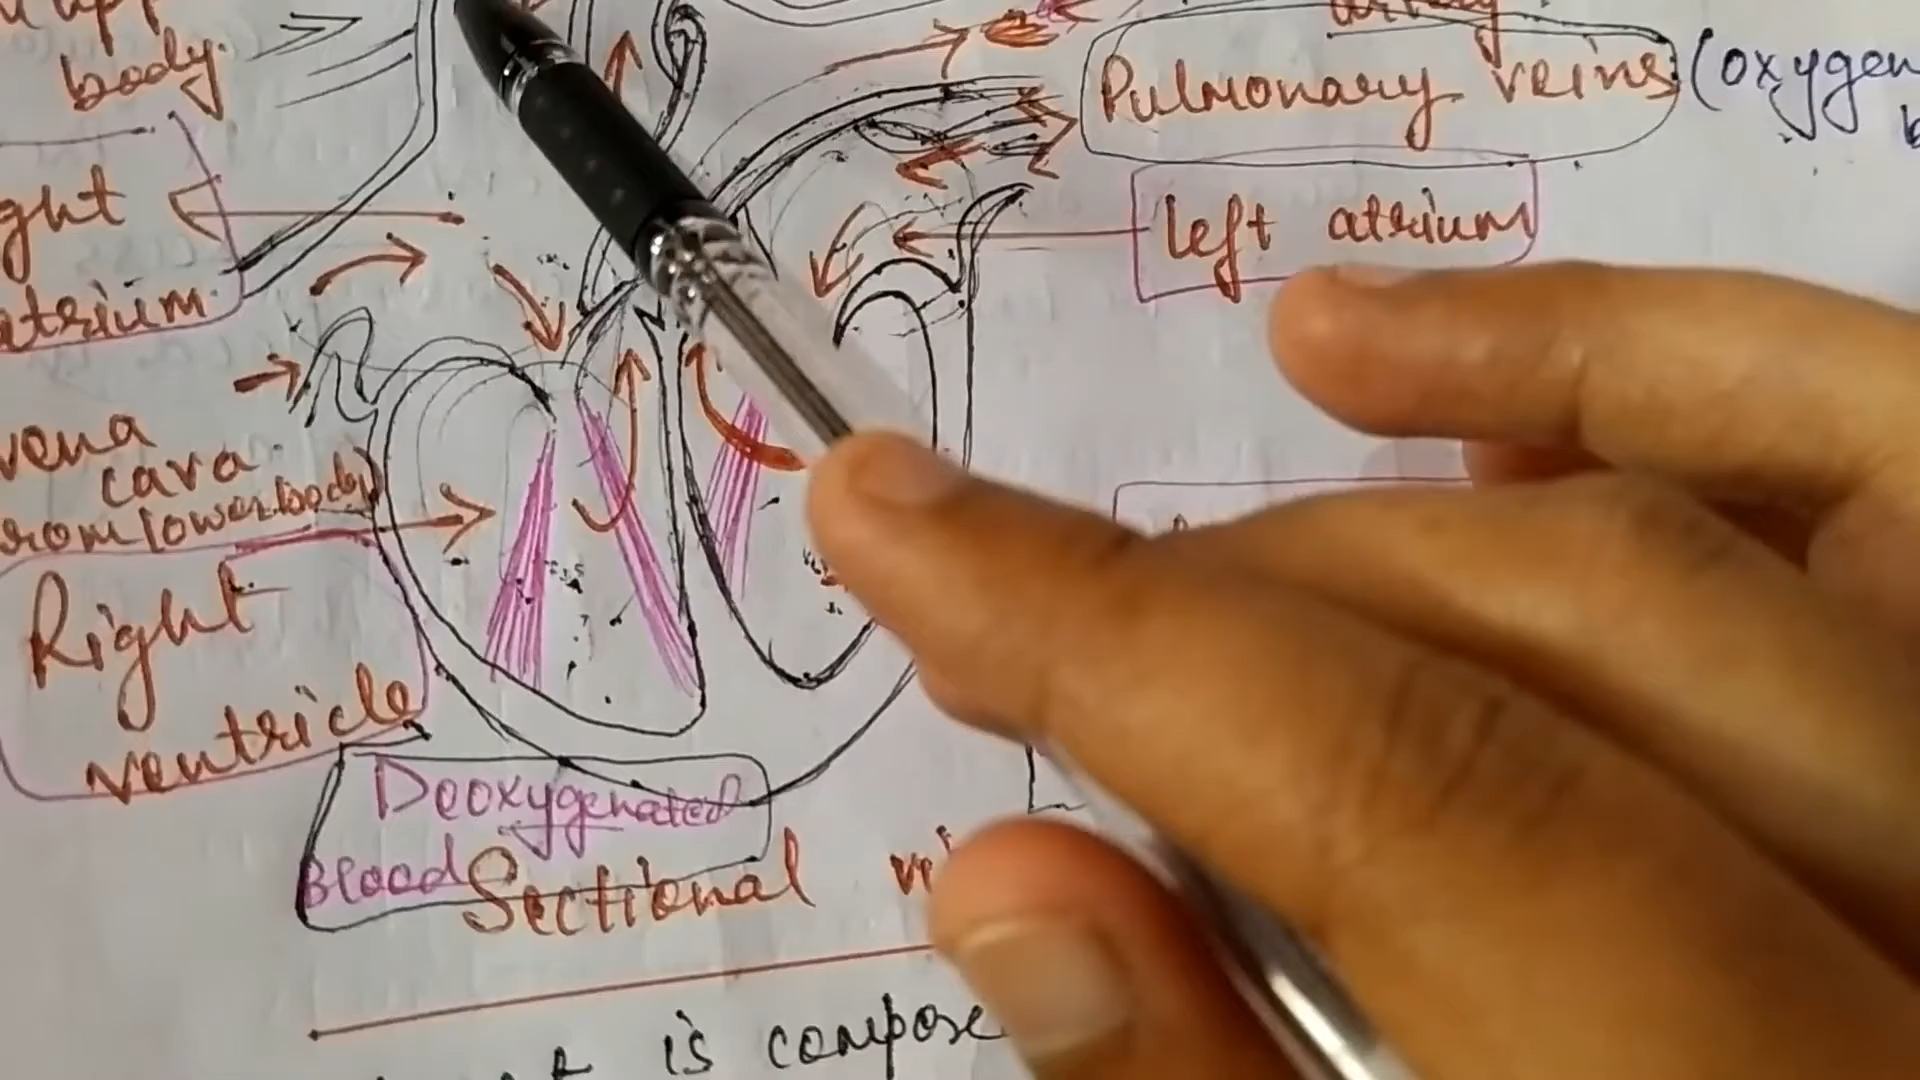 body
artery
Pulmonary veins (oxygen
ght
atrium
left atrium
vena
cava
from lower body)
Right
ventricle
Deoxygenated
Blood
Sectional
is compose